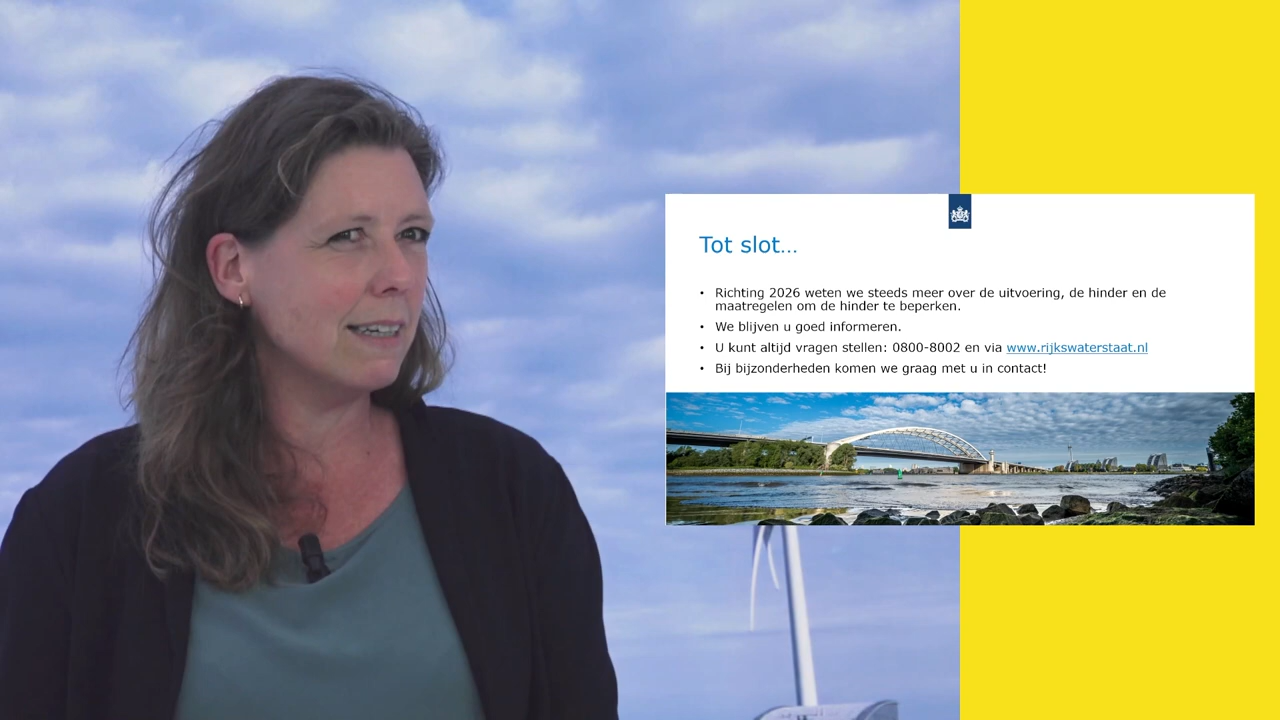 Tot slot...
• Richting 2026 weten we steeds meer over de uitvoering, de hinder en de
maatregelen om de hinder te beperken.
• We blijven u goed informeren.
• U kunt altijd vragen stellen: 0800-8002 en via www.rijkswaterstaat.nl
• Bij bijzonderheden komen we graag met u in contact!